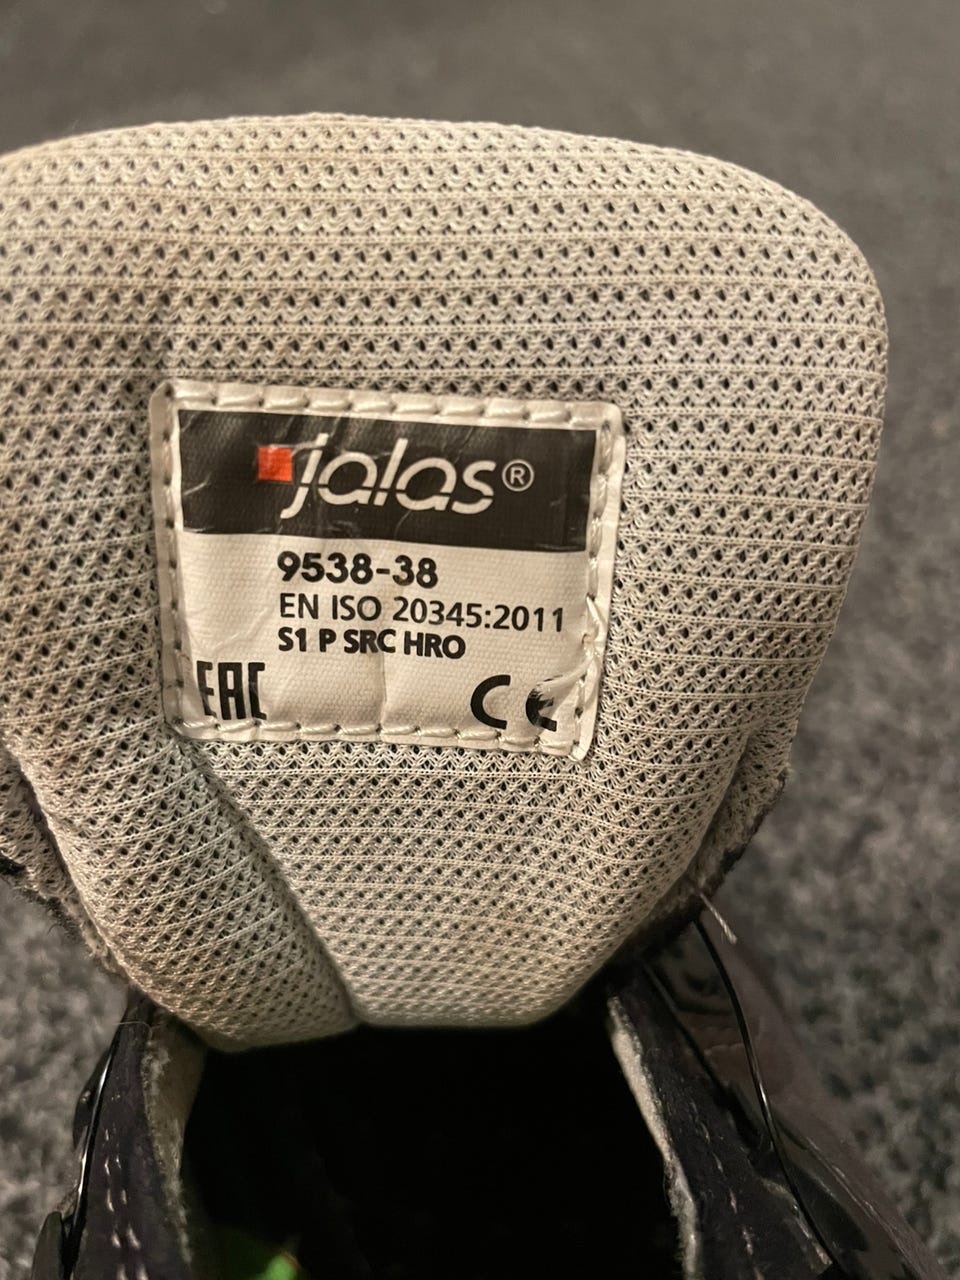 jalas®
9538-38
EN ISO 20345:2011
S1 P SRC HRO
EAC CE